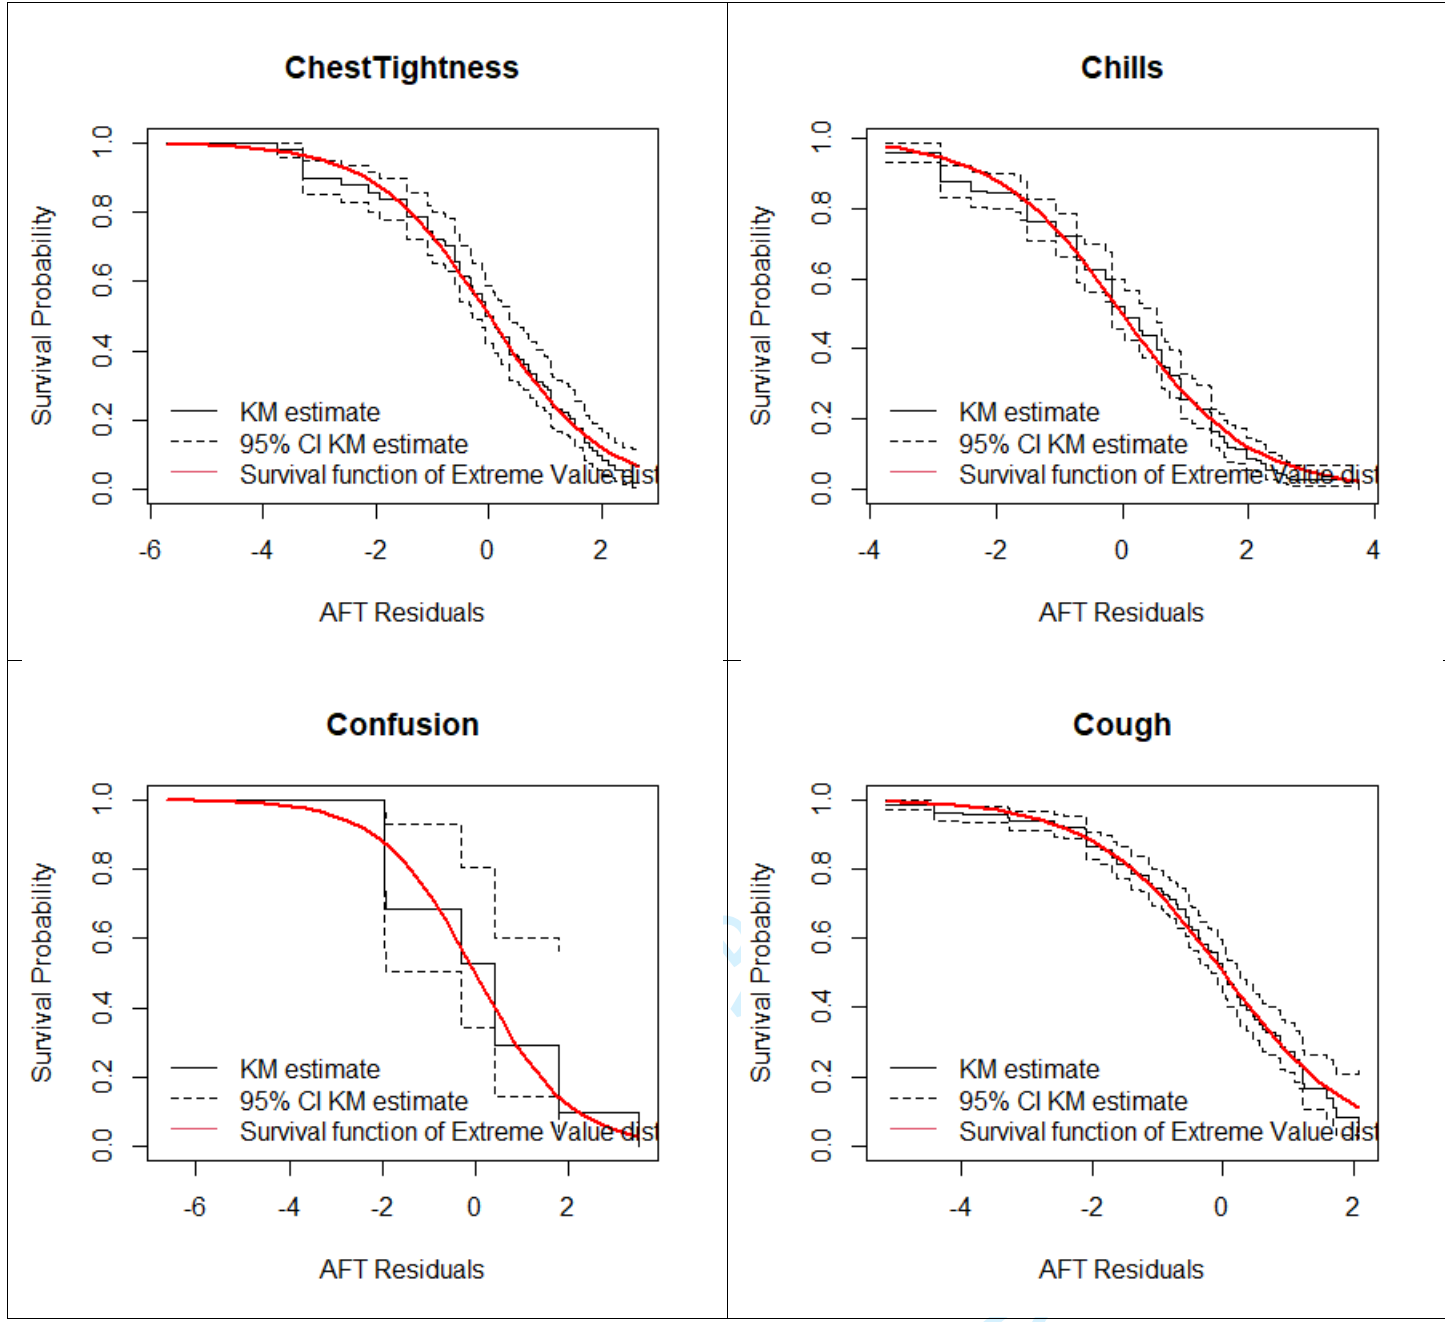 ChestTightness
Survival Probability
1.0
0.8
0.6
0.4
0.2
0.0
KM estimate
95% CI KM estimate
Survival function of Extreme Value dist
-6 -4 -2 0 2
AFT Residuals
Chills
Survival Probability
1.0
0.8
0.6
0.4
0.2
0.0
KM estimate
95% CI KM estimate
Survival function of Extreme Value dist
-4 -2 0 2 4
AFT Residuals
Confusion
Survival Probability
1.0
0.8
0.6
0.4
0.2
0.0
KM estimate
95% CI KM estimate
Survival function of Extreme Value dist
-6 -4 -2 0 2
AFT Residuals
Cough
Survival Probability
1.0
0.8
0.6
0.4
0.2
0.0
KM estimate
95% CI KM estimate
Survival function of Extreme Value dist
-4 -2 0 2
AFT Residuals